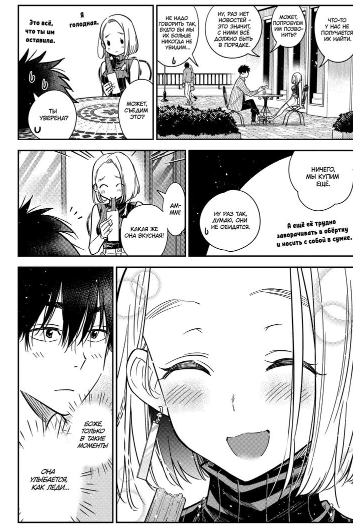 ЧТО-ТО
У НАС НЕ
ПОЛУЧАЕТСЯ
ИХ НАЙТИ.
МОЖЕТ,
ПОПРОБУЕМ
ИМ ПОЗВО-
НИТЬ?
НУ, РАЗ НЕТ
НОВОСТЕЙ -
ЭТО ЗНАЧИТ,
С НИМИ ВСЁ
ДОЛЖНО БЫТЬ
В ПОРЯДКЕ.
НЕ НАДО
ГОВОРИТЬ ТАК,
БУДТО БЫ МЫ
ИХ БОЛЬШЕ
НИКОГДА НЕ
УВИДИМ...
Я
голодная.
Это всё,
что ты им
оставила.
МОЖЕТ,
СЪЕДИМ
ЭТО?
ТЫ
УВЕРЕНА?
НИЧЕГО,
МЫ КУПИМ
ЕЩЁ.
А ещё её трудно
заворачивать в обёртку
и носить с собой в сумке.
НУ РАЗ ТАК,
ДУМАЮ, ОНИ
НЕ ОБИДЯТСЯ.
АМ-
МММ!
КАКАЯ ЖЕ
ОНА ВКУСНАЯ!
БОЖЕ,
ТОЛЬКО
В ТАКИЕ
МОМЕНТЫ
ОНА
УЛЫБАЕТСЯ,
КАК ЛЕДИ...